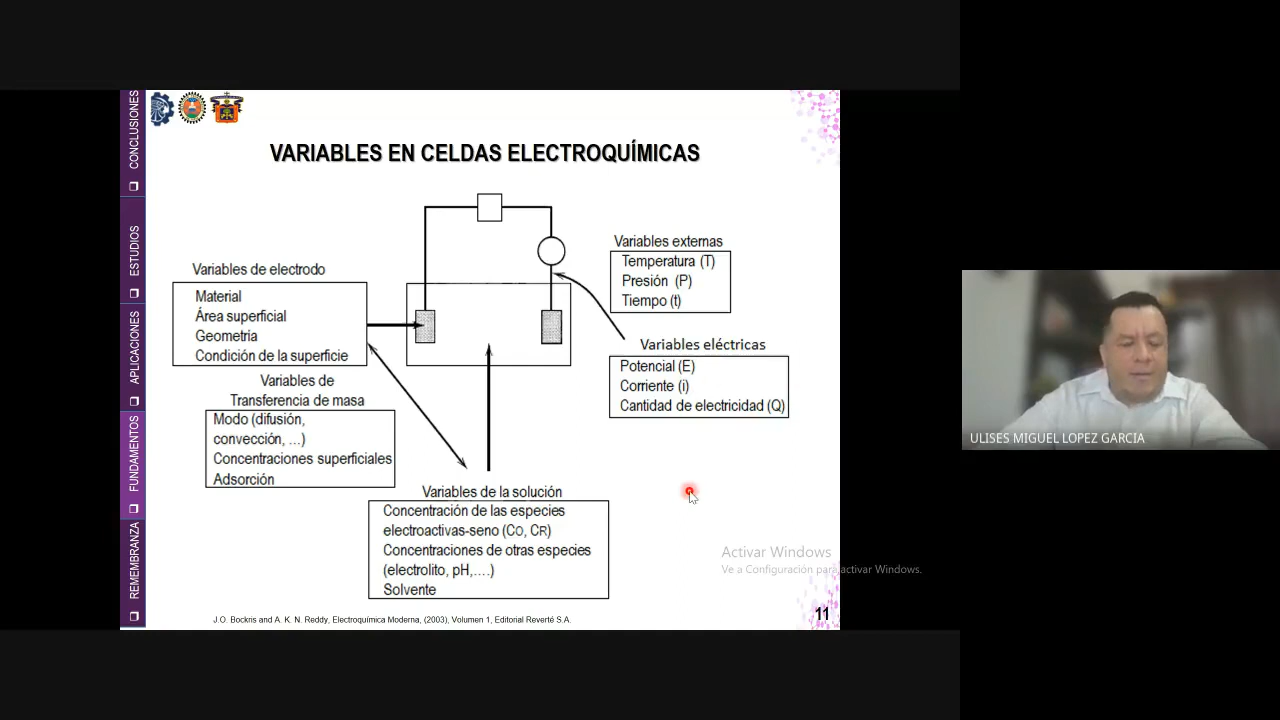 VARIABLES EN CELDAS ELECTROQUÍMICAS
Variables de electrodo
Material
Área superficial
Geometria
Condición de la superficie
Variables de
Transferencia de masa
Modo (difusión,
convección, ...)
Concentraciones superficiales
Adsorción
Variables externas
Temperatura (T)
Presión (P)
Tiempo (t)
Variables eléctricas
Potencial (E)
Corriente (i)
Cantidad de electricidad (Q)
Variables de la solución
Concentración de las especies
electroactivas-seno (CO, CR)
Concentraciones de otras especies
(electrolito, pH,....)
Solvente
J.O. Bockris and A. K. N. Reddy, Electroquímica Moderna, (2003), Volumen 1, Editorial Reverté S.A.
11
CONCLUSIONES
ESTUDIOS
APLICACIONES
FUNDAMENTOS
REMEMBRANZA
Activar Windows
Ve a Configuración para activar Windows.
ULISES MIGUEL LOPEZ GARCIA